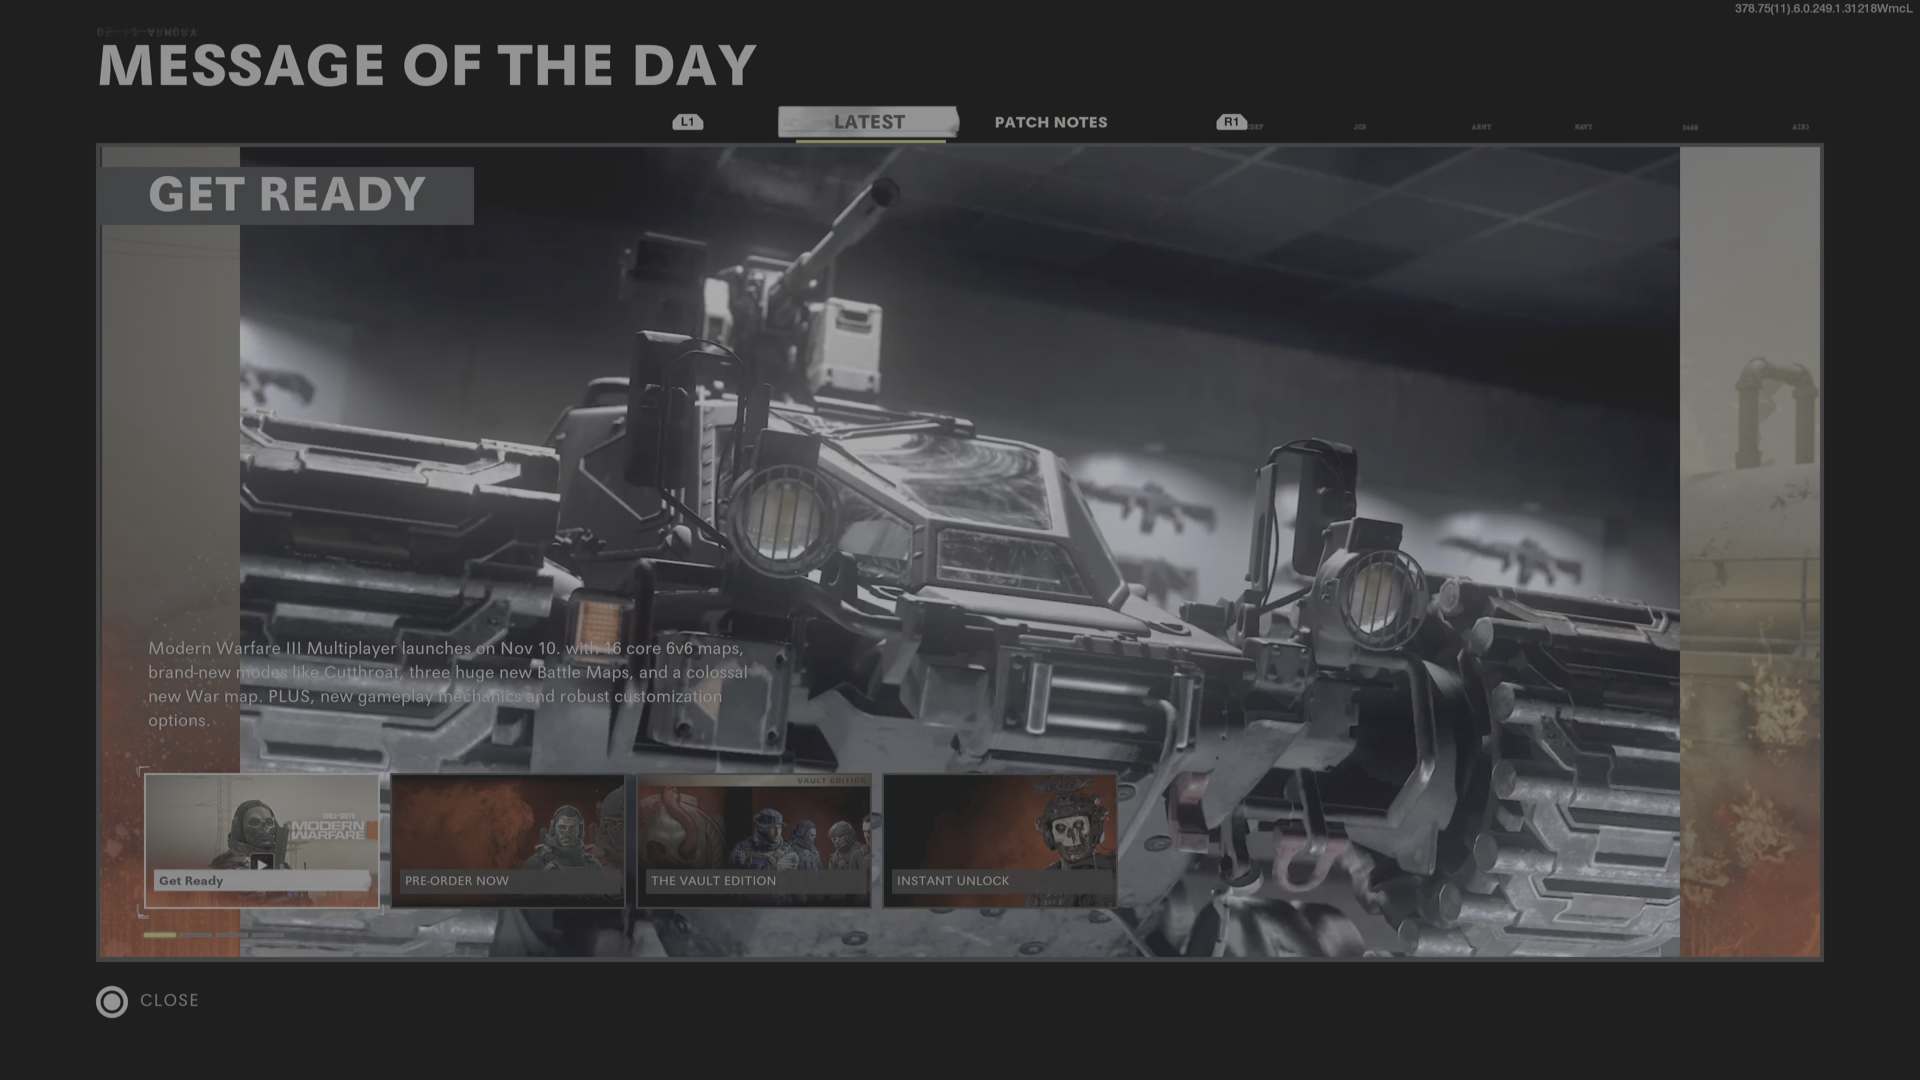 378.75(11).6.0.249.1.31218WmcL
MESSAGE OF THE DAY
L1
LATEST
PATCH NOTES
R1
GET READY
Modern Warfare III Multiplayer launches on Nov 10. with 16 core 6v6 maps,
brand-new modes like Cutthroat, three huge new Battle Maps, and a colossal
new War map. PLUS, new gameplay mechanics and robust customization
options.
VAULT EDITION
CALL OF DUTY
MODERN
WARFARE
Get Ready
PRE-ORDER NOW
THE VAULT EDITION
INSTANT UNLOCK
CLOSE